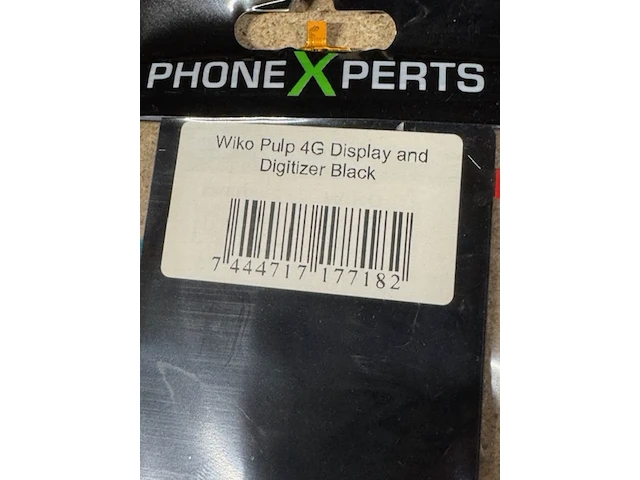 PHONEXPERTS
Wiko Pulp 4G Display and
Digitizer Black
7 444717 177182